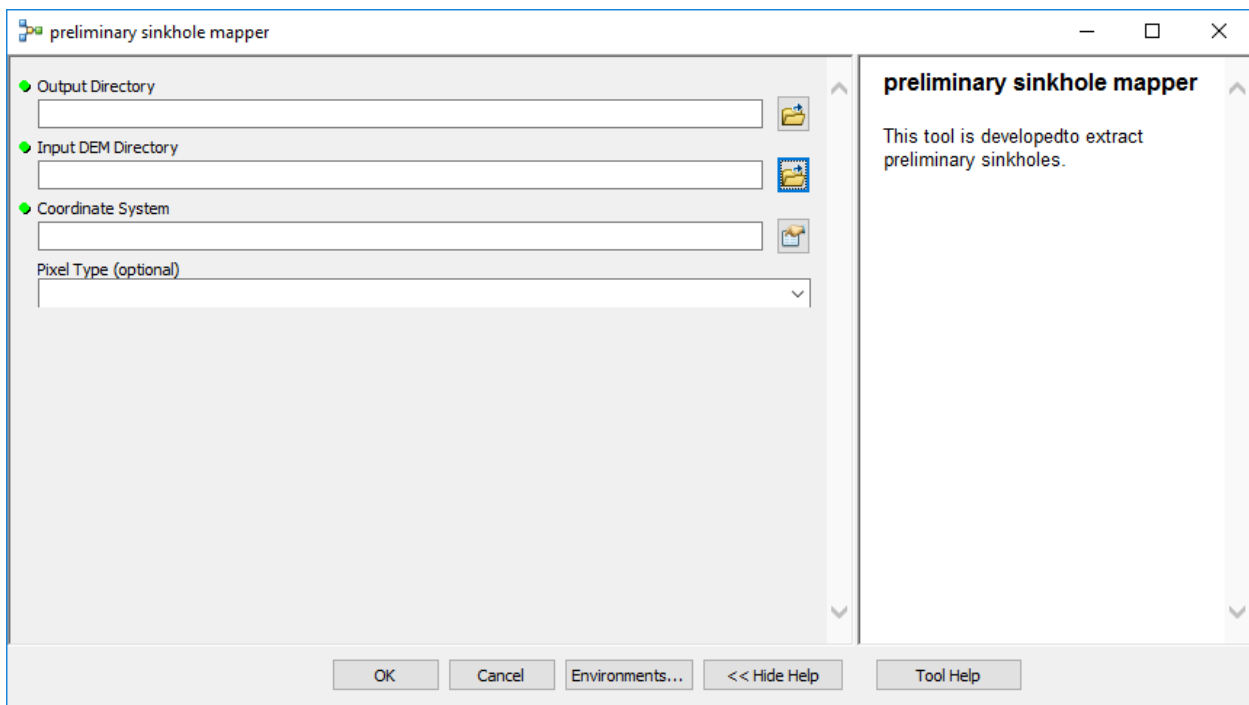 preliminary sinkhole mapper
Output Directory
Input DEM Directory
Coordinate System
Pixel Type (optional)
preliminary sinkhole mapper
This tool is developedto extract
preliminary sinkholes.
OK
Cancel
Environments...
<< Hide Help
Tool Help